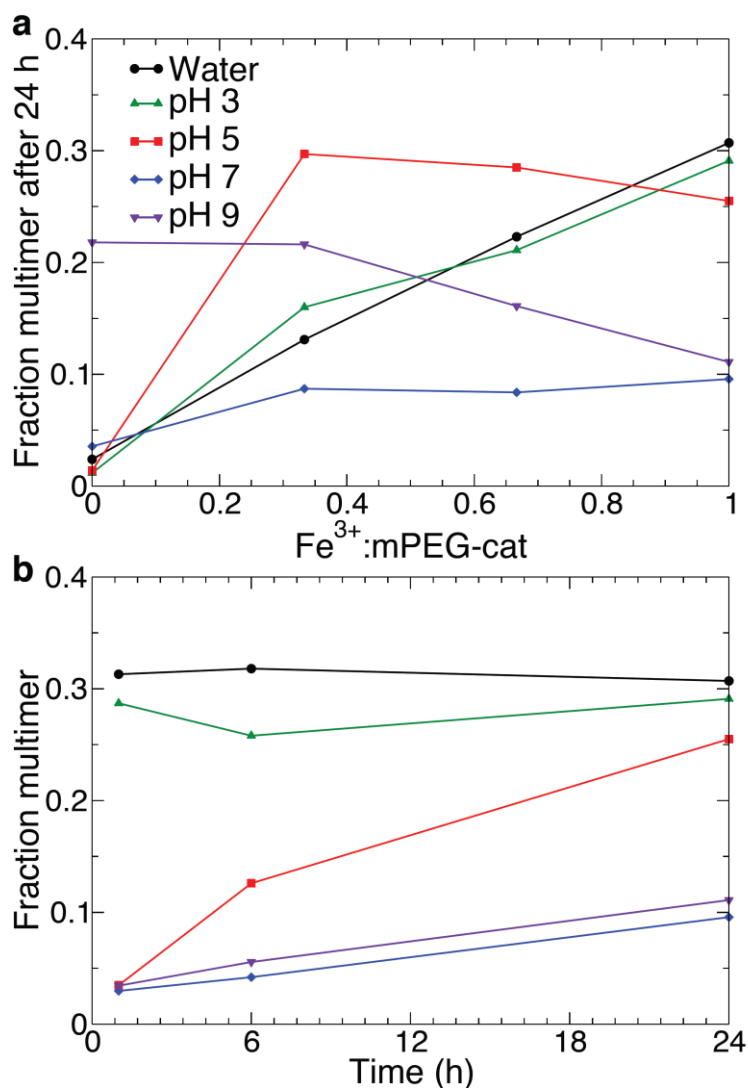 a
Fraction multimer after 24 h
0.4
0.3
0.2
0.1
0
Water
pH 3
pH 5
pH 7
pH 9
0 0.2 0.4 0.6 0.8 1
Fe³⁺:mPEG-cat
b
Fraction multimer
0.4
0.3
0.2
0.1
0
0 6 12 18 24
Time (h)